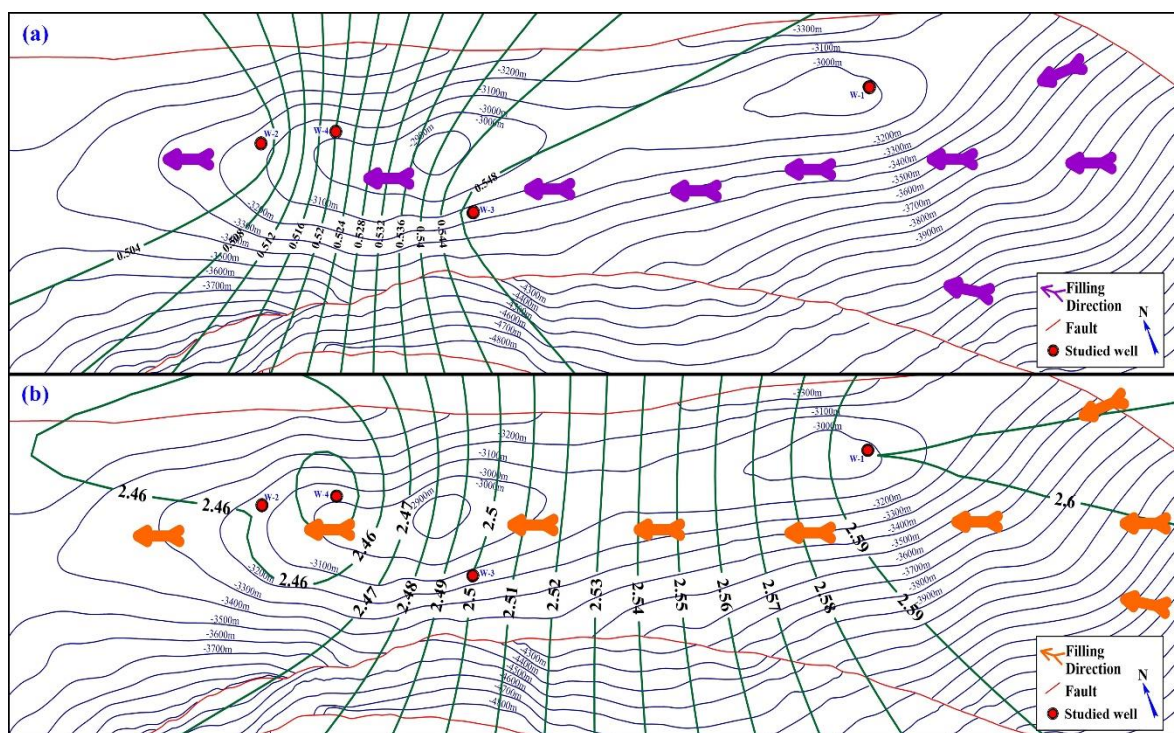 (a)
-3300m
-3100m
-3000m
-3200m
-3100m
-3000m
-3000m
-2900m
W-1
W-2
W-4
W-3
0.548
-3200m
-3300m
-3400m
-3500m
-3600m
-3700m
-3800m
-3900m
-3100m
-3200m
-3500m
-3600m
-3700m
0.504
0.508
0.512
0.516
0.52
0.524
0.528
0.532
0.536
0.54
0.544
-4300m
-4400m
-4600m
-4700m
-4800m
Filling
Direction
Fault
Studied well
N
(b)
-3300m
-3100m
-3000m
-3200m
-3100m
-3000m
-3000m
-2900m
W-1
W-2
W-4
W-3
-3200m
-3300m
-3400m
-3500m
-3600m
-3700m
-3800m
-3900m
-3100m
-3200m
-3300m
-3400m
-3500m
-3600m
-3700m
2.46
2.46
2.46
2.46
2.47
2.47
2.48
2.49
2.5
2.5
2.51
2.52
2.53
2.54
2.55
2.56
2.57
2.58
2.59
2.59
2.6
-4300m
-4400m
-4500m
-4600m
-4700m
-4800m
Filling
Direction
Fault
Studied well
N